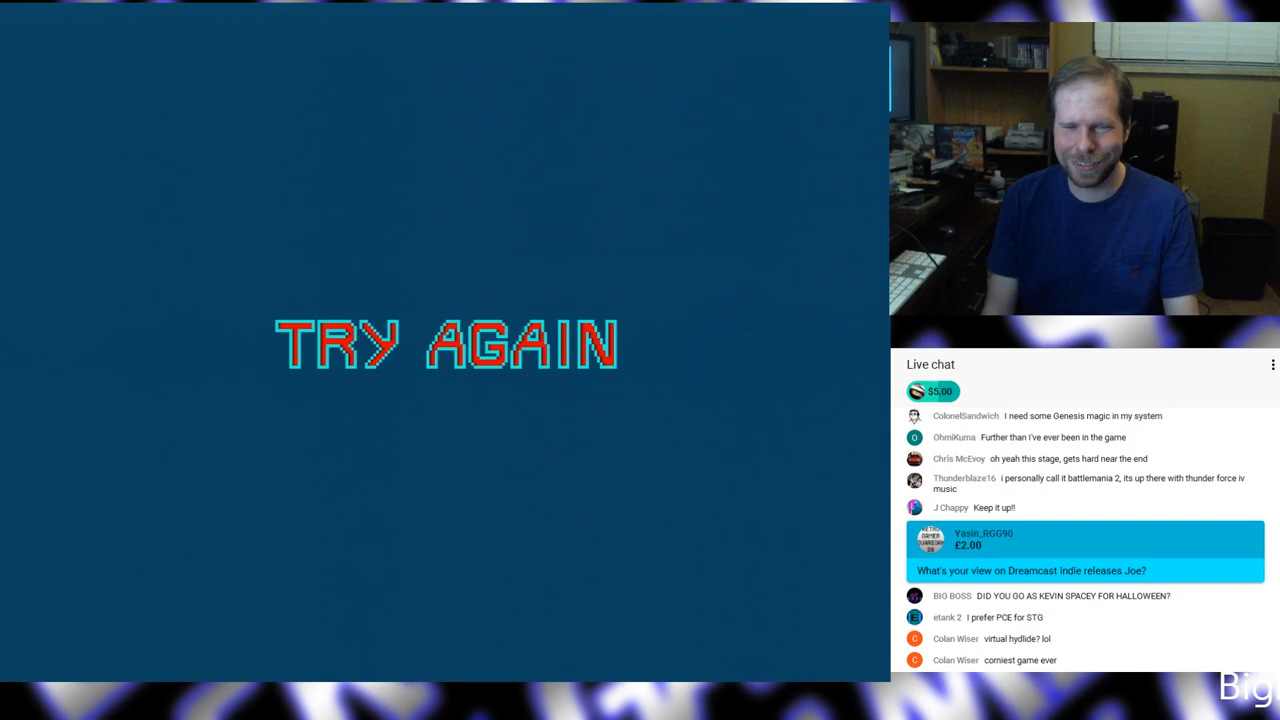 TRY AGAIN
Live chat
$5.00
ColonelSandwich I need some Genesis magic in my system
O OhmiKuma Further than I've ever been in the game
Chris McEvoy oh yeah this stage, gets hard near the end
Thunderblaze16 i personally call it battlemania 2, its up there with thunder force iv
music
J Chappy Keep it up!!
Yasin_RGG90
£2.00
What's your view on Dreamcast indie releases Joe?
BIG BOSS DID YOU GO AS KEVIN SPACEY FOR HALLOWEEN?
etank 2 I prefer PCE for STG
C Colan Wiser virtual hydlide? lol
C Colan Wiser corniest game ever
Big